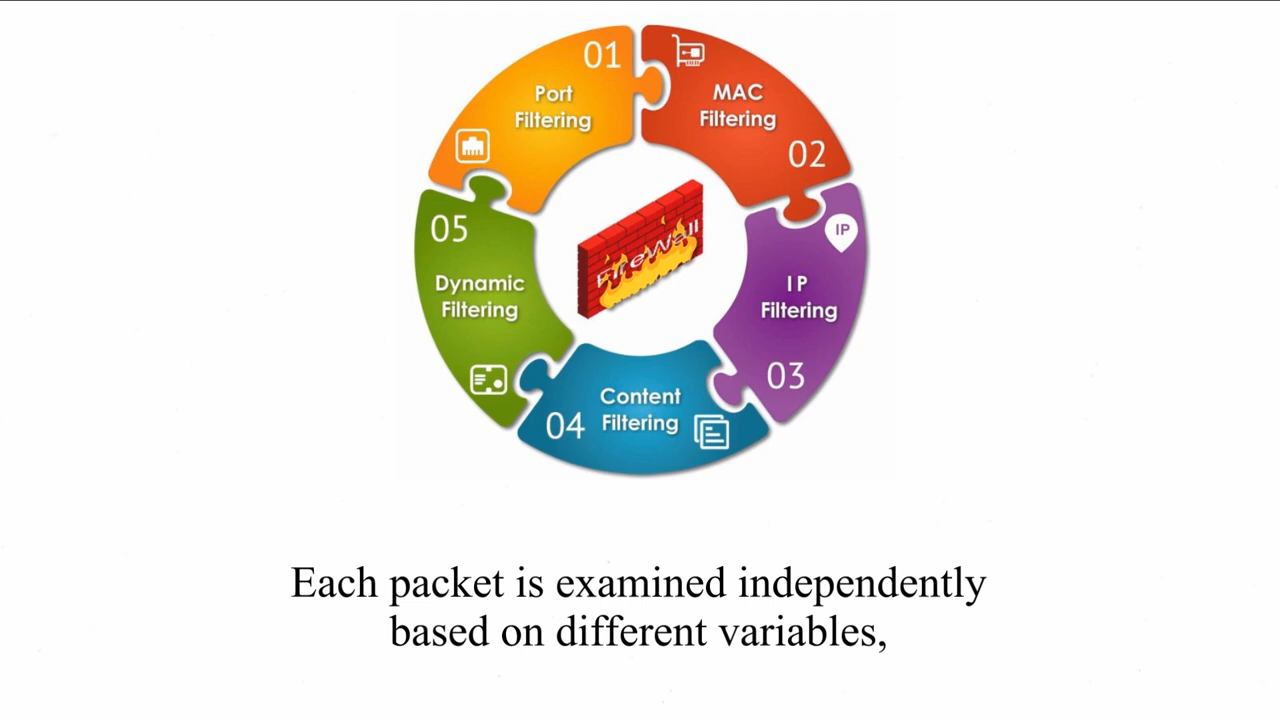 01
Port
Filtering
MAC
Filtering
02
IP
IP
Filtering
03
Content
Filtering
04
05
Dynamic
Filtering
FireWall
Each packet is examined independently
based on different variables,